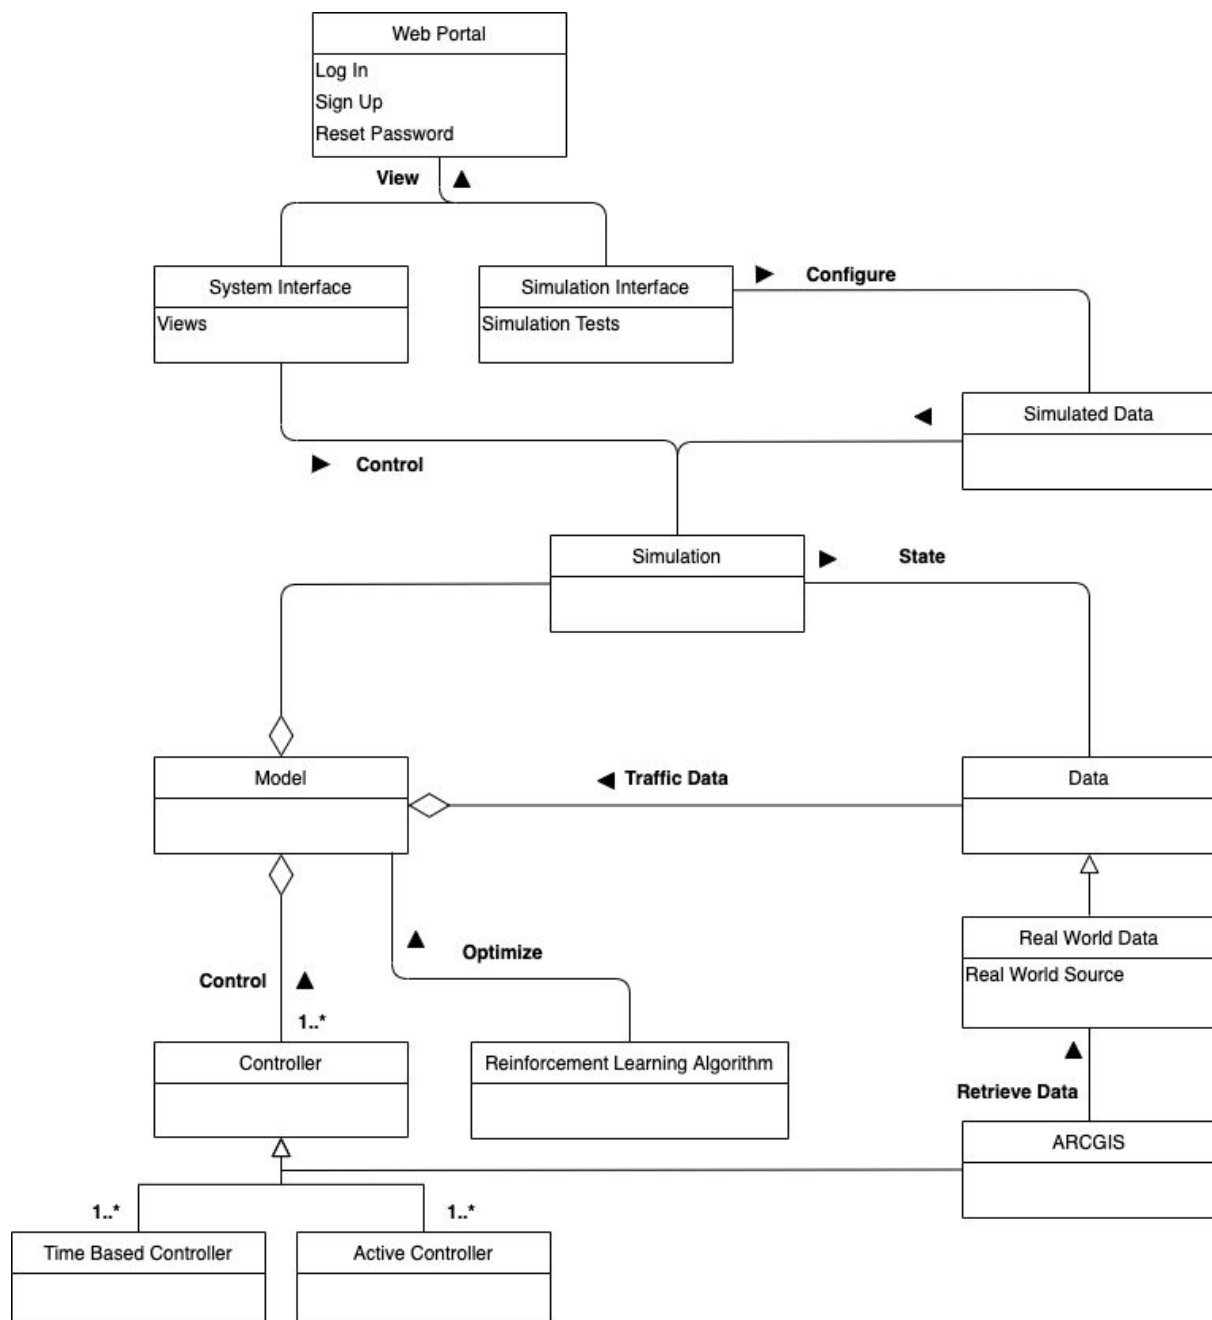 Web Portal
Log In
Sign Up
Reset Password
View
System Interface
Views
Simulation Interface
Simulation Tests
Configure
Simulated Data
Control
Simulation
State
Model
Traffic Data
Data
Real World Data
Real World Source
Optimize
Control
1..*
Controller
Reinforcement Learning Algorithm
Retrieve Data
ARCGIS
1..*
1..*
Time Based Controller
Active Controller